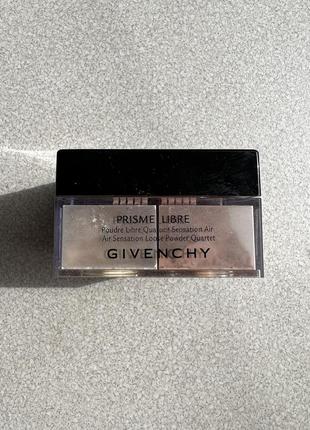 PRISME LIBRE
Poudre Libre Quatuor Sensation Air
Air Sensation Loose Powder Quartet
GIVENCHY